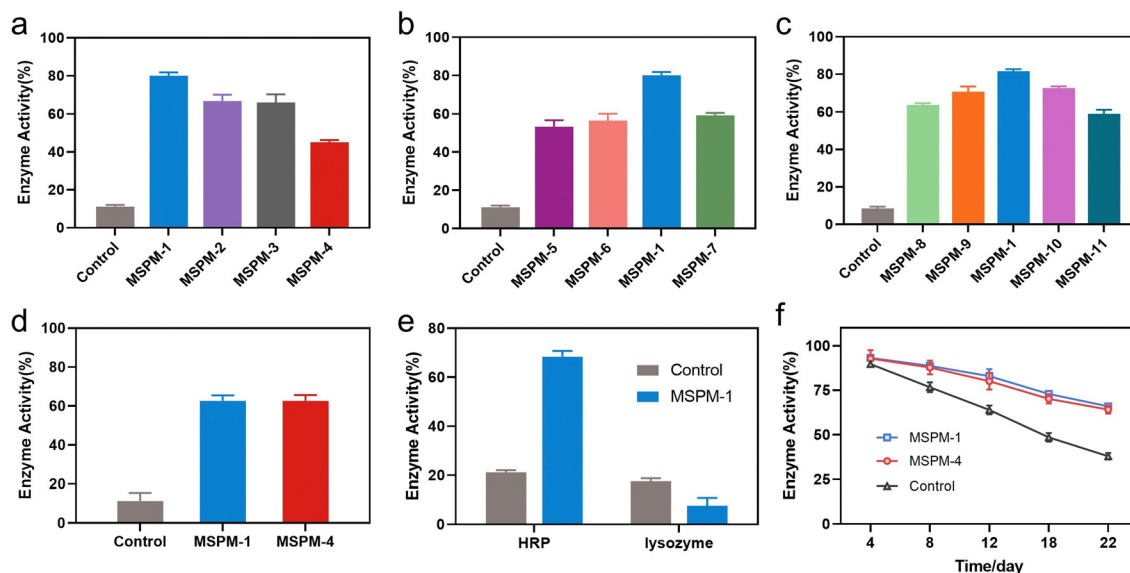 a
Enzyme Activity(%)
100
80
60
40
20
0
Control
MSPM-1
MSPM-2
MSPM-3
MSPM-4
b
Enzyme Activity(%)
100
80
60
40
20
0
Control
MSPM-5
MSPM-6
MSPM-1
MSPM-7
c
Enzyme Activity(%)
100
80
60
40
20
0
Control
MSPM-8
MSPM-9
MSPM-1
MSPM-10
MSPM-11
d
Enzyme Activity(%)
100
80
60
40
20
0
Control
MSPM-1
MSPM-4
e
Enzyme Activity(%)
80
60
40
20
0
Control
MSPM-1
HRP
lysozyme
f
Enzyme Activity(%)
100
75
50
25
0
MSPM-1
MSPM-4
Control
4
8
12
18
22
Time/day